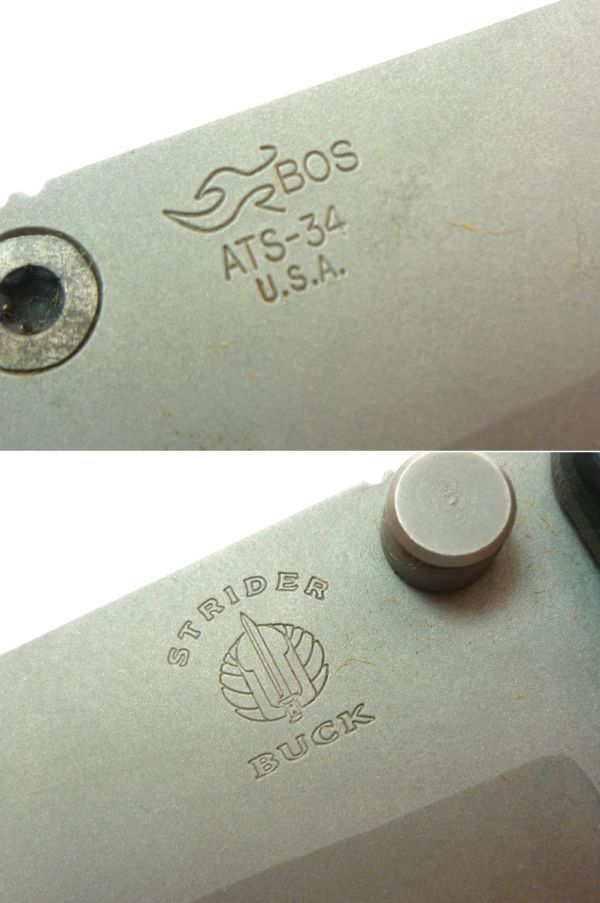 BOS
ATS-34
U.S.A.
STRIDER
BUCK